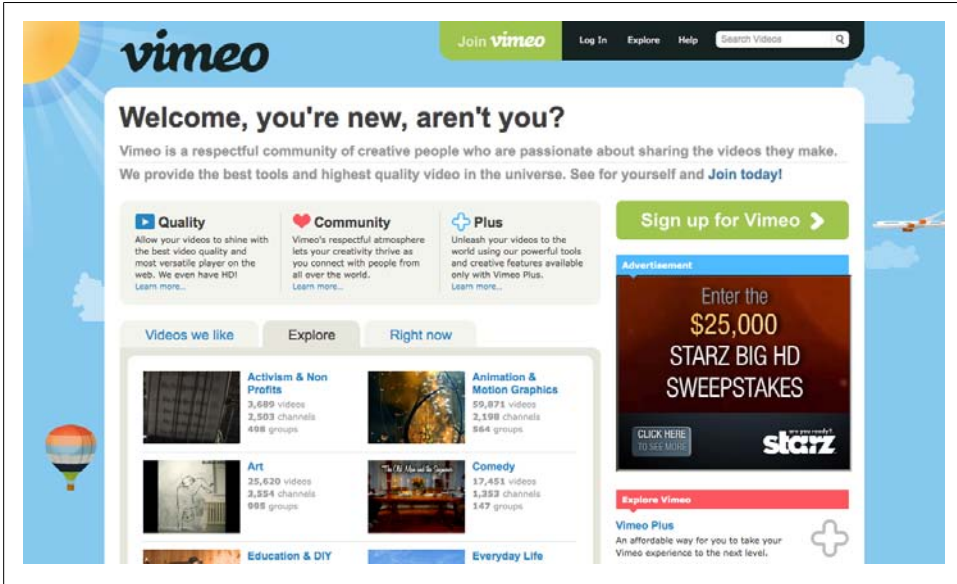 vimeo
Join vimeo
Log In
Explore
Help
Search Videos
Welcome, you're new, aren't you?
Vimeo is a respectful community of creative people who are passionate about sharing the videos they make.
We provide the best tools and highest quality video in the universe. See for yourself and Join today!
Quality
Allow your videos to shine with
the best video quality and
most versatile player on the
web. We even have HD!
Learn more...
Community
Vimeo's respectful atmosphere
lets your creativity thrive as
you connect with people from
all over the world.
Learn more...
Plus
Unleash your videos to the
world using our powerful tools
and creative features available
only with Vimeo Plus.
Learn more...
Sign up for Vimeo
Advertisement
Enter the
$25,000
STARZ BIG HD
SWEEPSTAKES
CLICK HERE
TO SEE MORE
are you ready?
starz
Videos we like
Explore
Right now
Activism & Non
Profits
3,689 videos
2,503 channels
498 groups
Animation &
Motion Graphics
59,871 videos
2,198 channels
564 groups
Art
25,620 videos
3,554 channels
995 groups
The Old Man and the
Comedy
17,451 videos
1,353 channels
147 groups
Education & DIY
Everyday Life
Explore Vimeo
Vimeo Plus
An affordable way for you to take your
Vimeo experience to the next level.